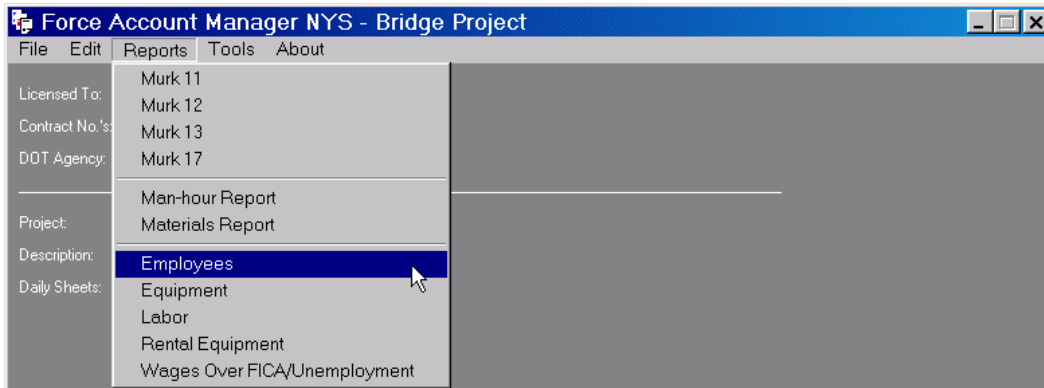 Force Account Manager NYS - Bridge Project
File Edit Reports Tools About
Murk 11
Murk 12
Murk 13
Murk 17
Man-hour Report
Materials Report
Employees
Equipment
Labor
Rental Equipment
Wages Over FICA/Unemployment
Licensed To:
Contract No.'s:
DOT Agency:
Project:
Description:
Daily Sheets: